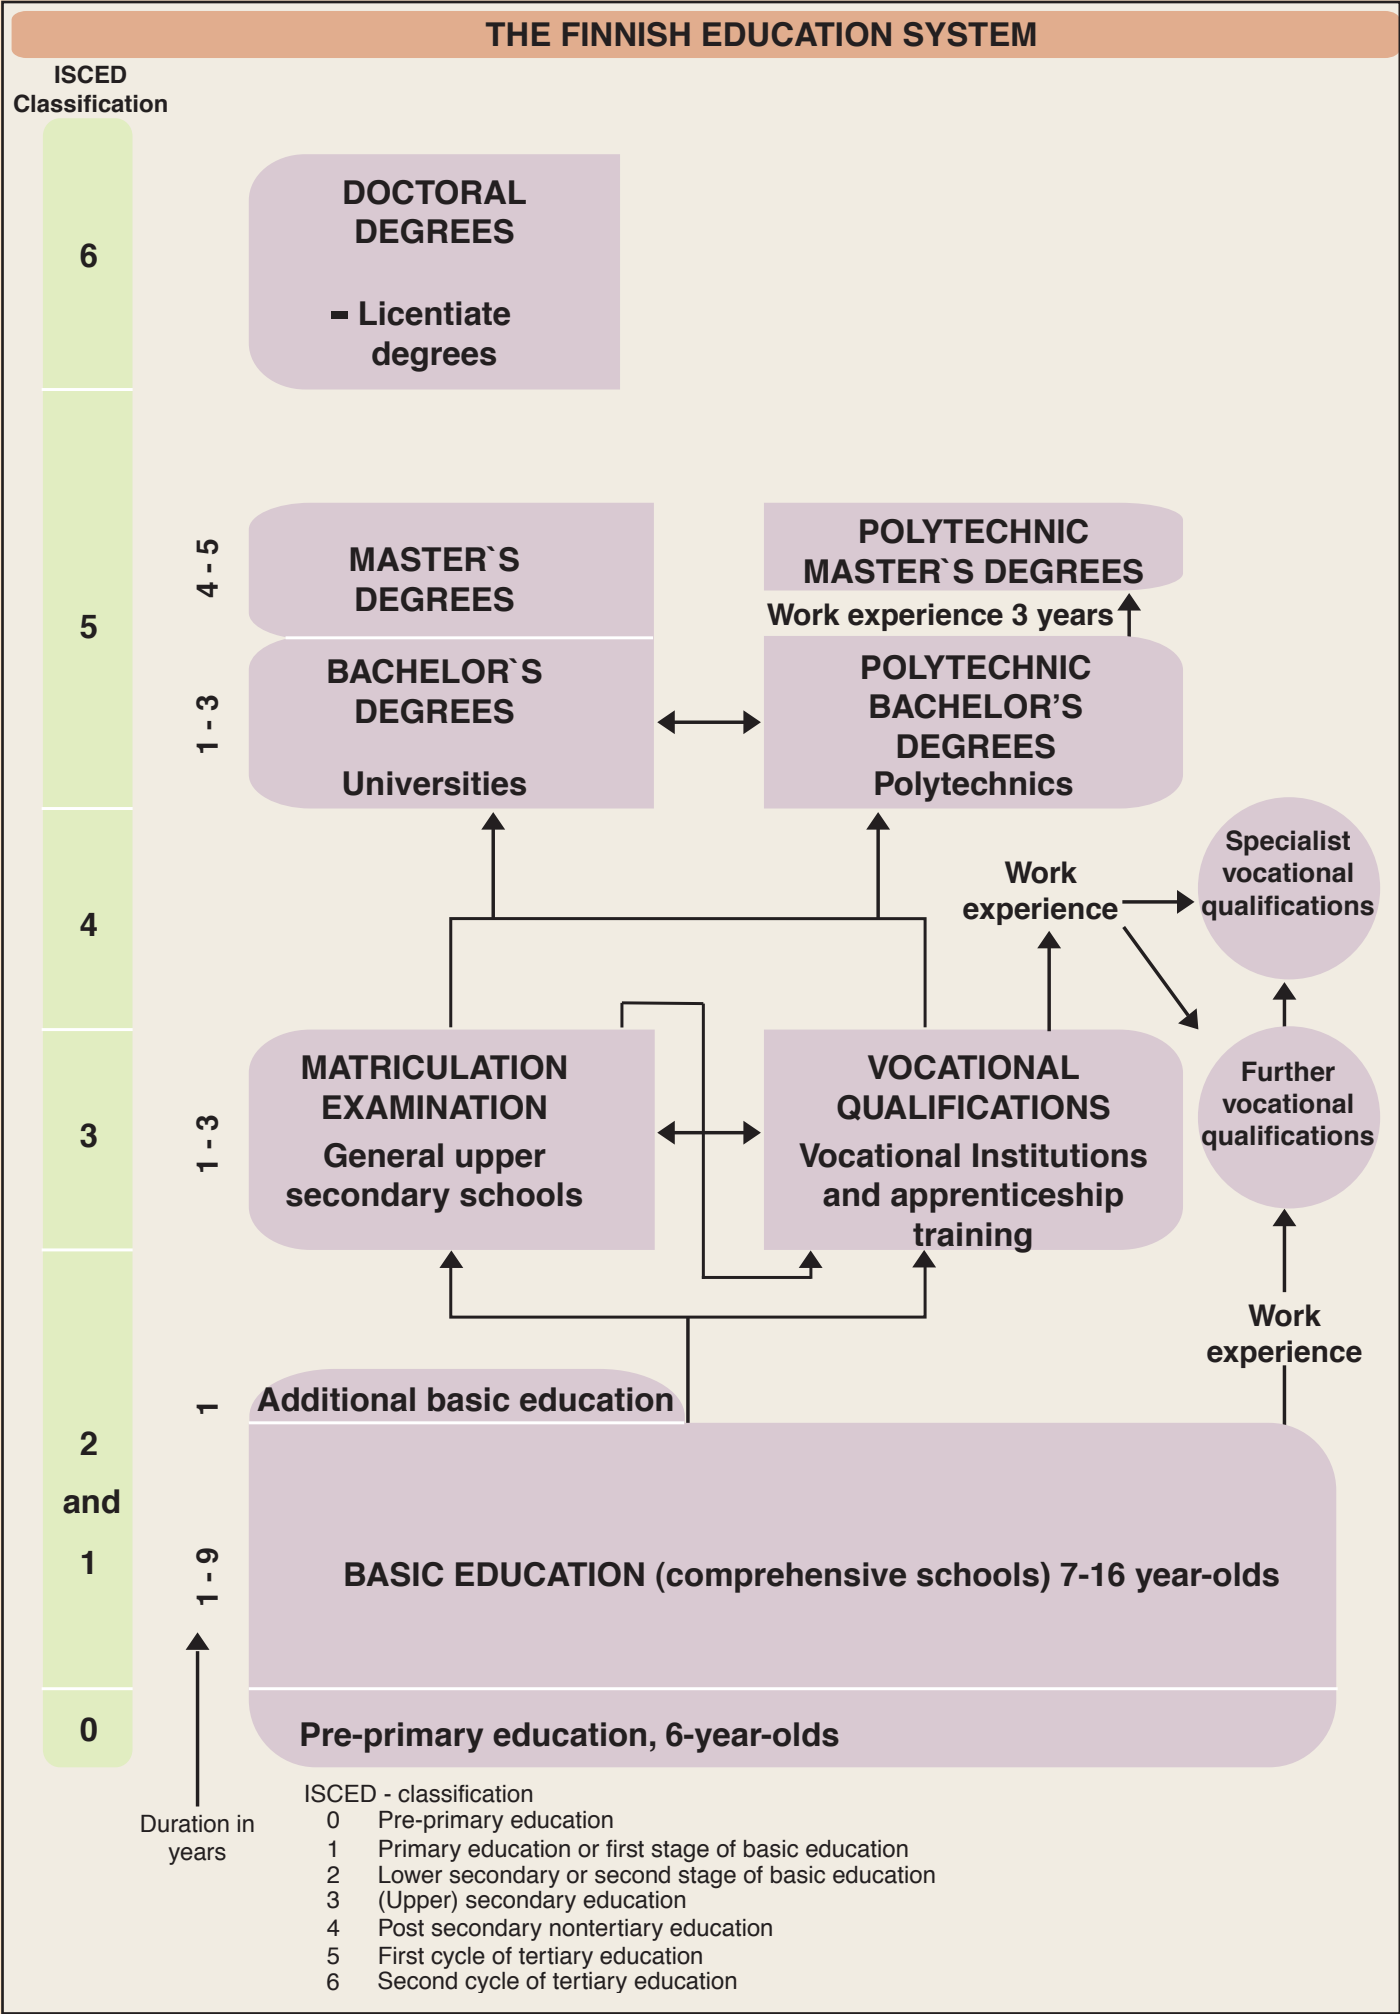 THE FINNISH EDUCATION SYSTEM
ISCED
Classification
6
DOCTORAL
DEGREES
- Licentiate
degrees
5
4 - 5
MASTER`S
DEGREES
POLYTECHNIC
MASTER`S DEGREES
Work experience 3 years
1 - 3
BACHELOR`S
DEGREES
Universities
POLYTECHNIC
BACHELOR’S
DEGREES
Polytechnics
4
Work
experience
Specialist
vocational
qualifications
3
1 - 3
MATRICULATION
EXAMINATION
General upper
secondary schools
VOCATIONAL
QUALIFICATIONS
Vocational Institutions
and apprenticeship
training
Further
vocational
qualifications
Work
experience
2
and
1
1
Additional basic education
1 - 9
BASIC EDUCATION (comprehensive schools) 7-16 year-olds
0
Pre-primary education, 6-year-olds
Duration in
years
ISCED - classification
0 Pre-primary education
1 Primary education or first stage of basic education
2 Lower secondary or second stage of basic education
3 (Upper) secondary education
4 Post secondary nontertiary education
5 First cycle of tertiary education
6 Second cycle of tertiary education